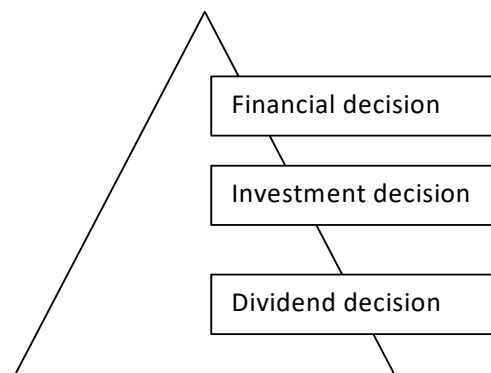 Financial decision
Investment decision
Dividend decision